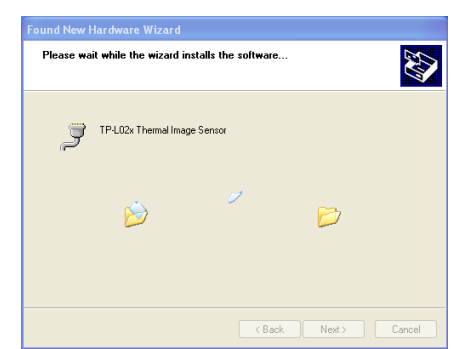 Found New Hardware Wizard
Please wait while the wizard installs the software...
TP-L02x Thermal Image Sensor
< Back
Next >
Cancel